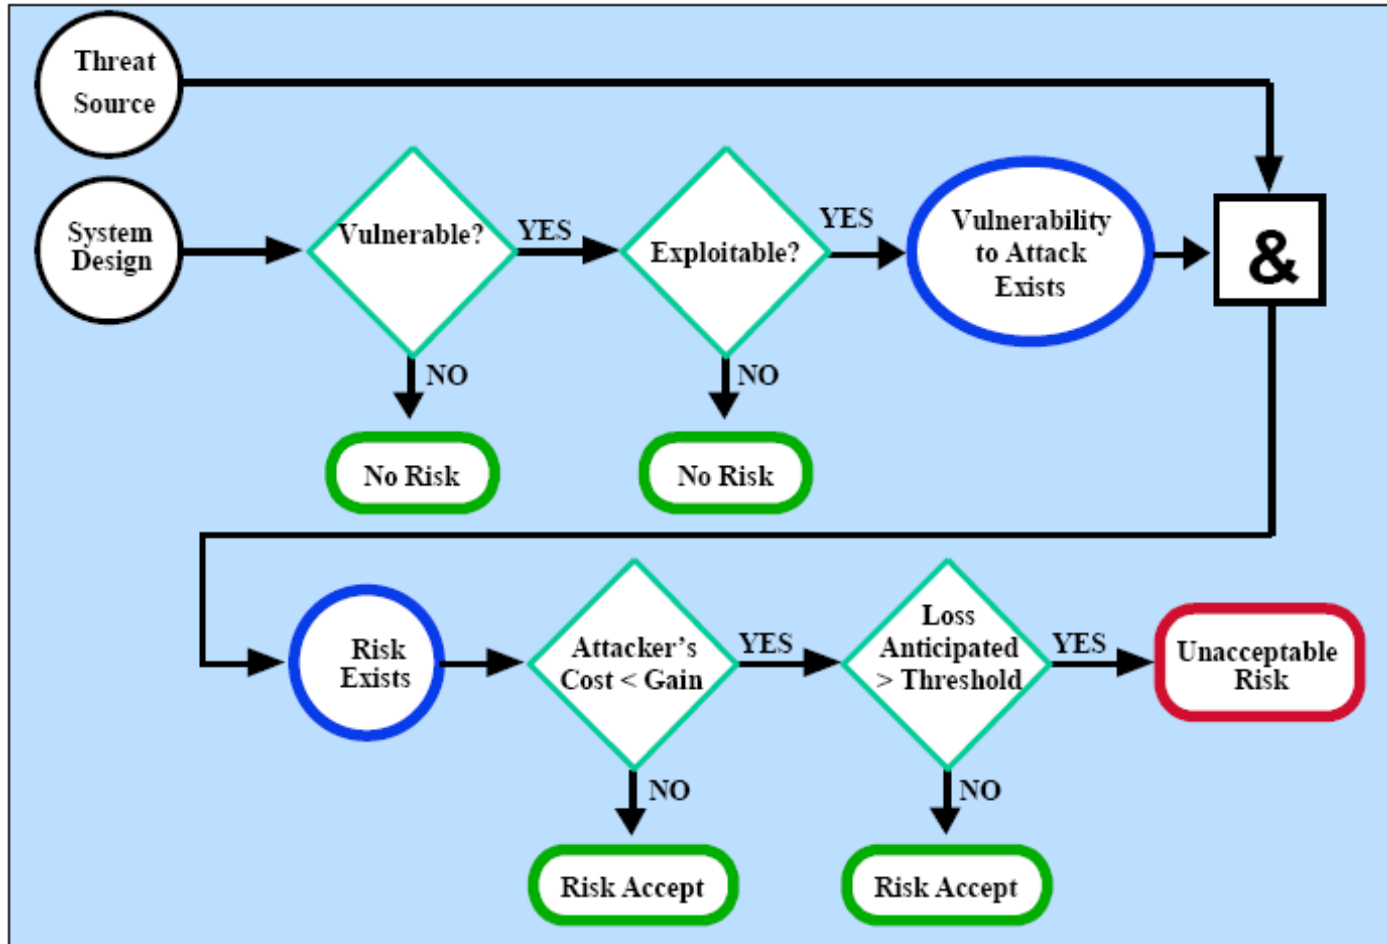 Threat
Source
System
Design
Vulnerable?
YES
Exploitable?
YES
Vulnerability
to Attack
Exists
&
NO
No Risk
NO
No Risk
Risk
Exists
Attacker's
Cost < Gain
YES
Loss
Anticipated
> Threshold
YES
Unacceptable
Risk
NO
Risk Accept
NO
Risk Accept